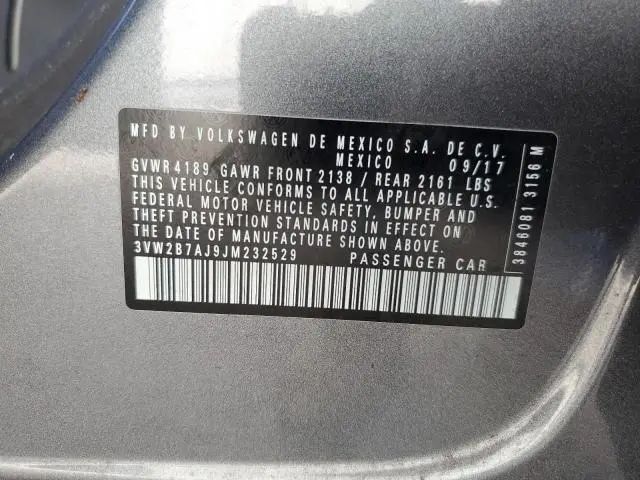 MFD BY VOLKSWAGEN DE MEXICO S.A. DE C.V.
MEXICO 09/17
GVWR 4189 GAWR FRONT 2138 / REAR 2161 LBS
THIS VEHICLE CONFORMS TO ALL APPLICABLE U.S.
FEDERAL MOTOR VEHICLE SAFETY, BUMPER AND
THEFT PREVENTION STANDARDS IN EFFECT ON
THE DATE OF MANUFACTURE SHOWN ABOVE.
3VW2B7AJ9JM232529 PASSENGER CAR
3846081 3156 M